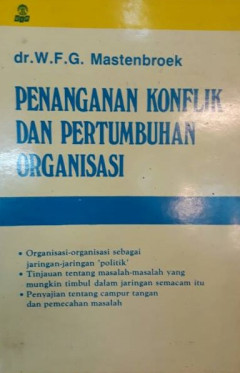 dr.W.F.G. Mastenbroek
PENANGANAN KONFLIK
DAN PERTUMBUHAN
ORGANISASI
• Organisasi-organisasi sebagai
jaringan-jaringan 'politik'
• Tinjauan tentang masalah-masalah yang
mungkin timbul dalam jaringan semacam itu
• Penyajian tentang campur tangan
dan pemecahan masalah